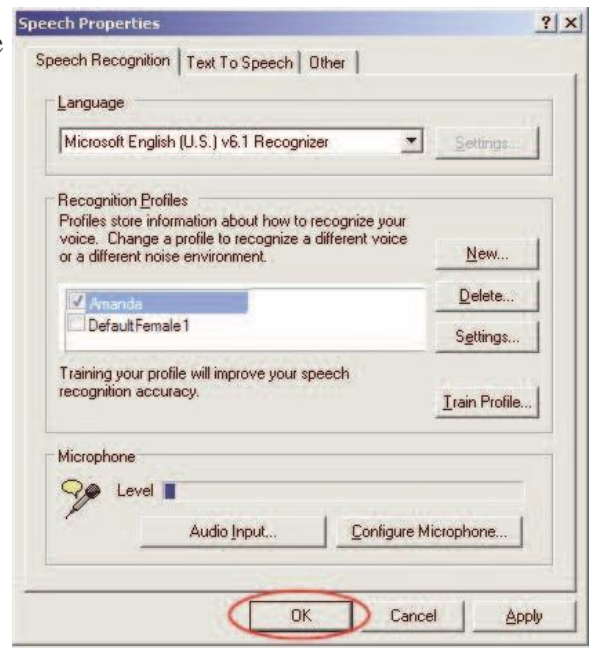 Speech Properties
? ×
Speech Recognition Text To Speech Other
Language
Microsoft English (U.S.) v6.1 Recognizer Settings...
Recognition Profiles
Profiles store information about how to recognize your
voice. Change a profile to recognize a different voice
or a different noise environment.
New...
Amanda
DefaultFemale1
Delete...
Settings...
Training your profile will improve your speech
recognition accuracy.
Train Profile...
Microphone
Level
Audio Input... Configure Microphone...
OK Cancel Apply